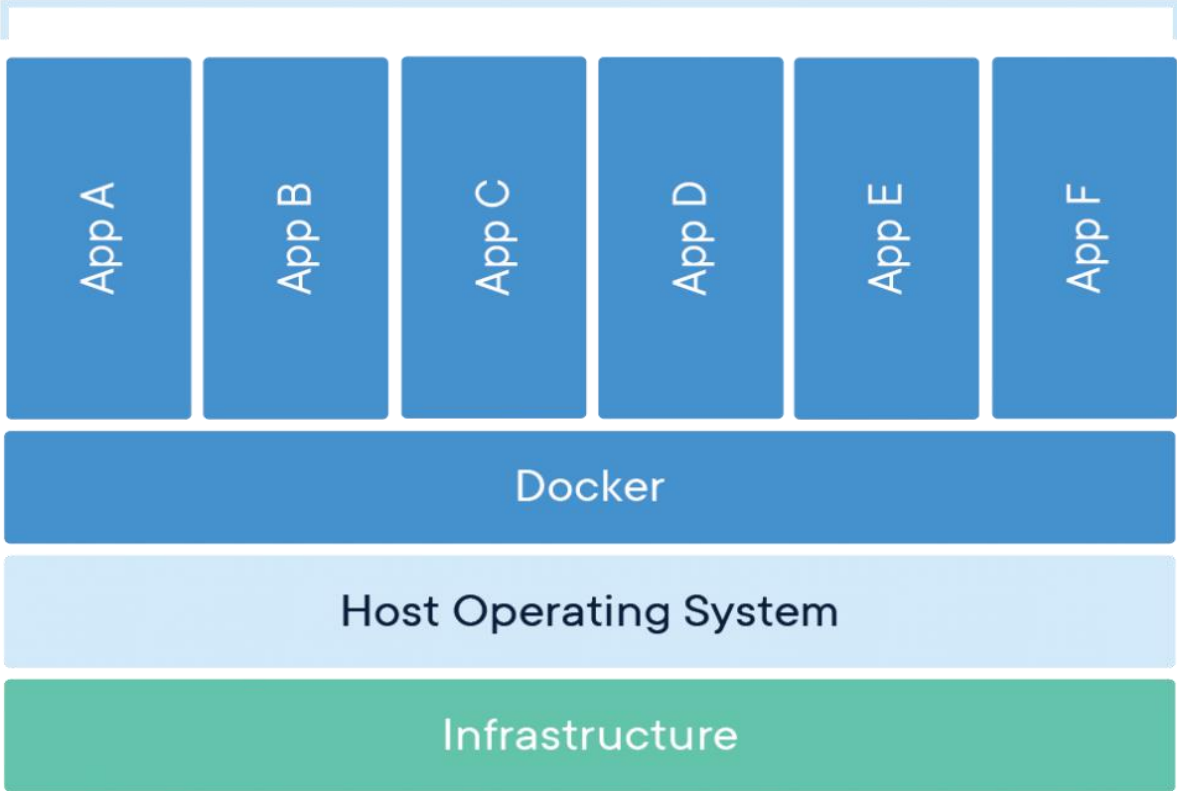 App A
App B
App C
App D
App E
App F
Docker
Host Operating System
Infrastructure